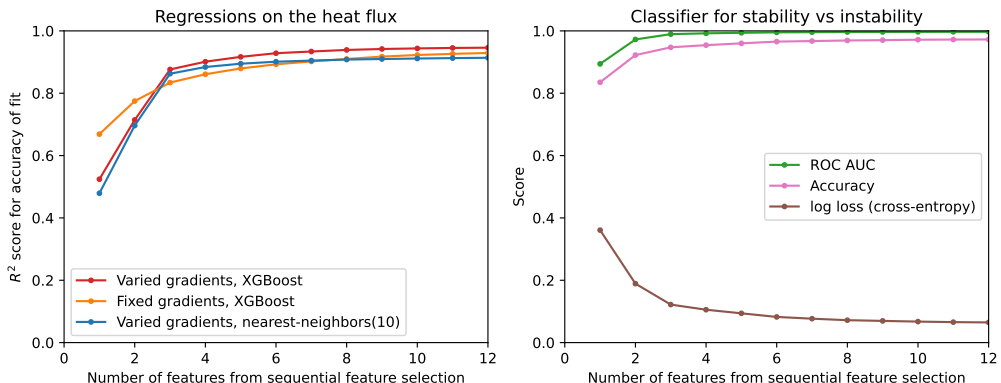 Regressions on the heat flux
1.0
0.8
0.6
0.4
0.2
0.0
R² score for accuracy of fit
Varied gradients, XGBoost
Fixed gradients, XGBoost
Varied gradients, nearest-neighbors(10)
0 2 4 6 8 10 12
Number of features from sequential feature selection
Classifier for stability vs instability
1.0
0.8
0.6
0.4
0.2
0.0
Score
ROC AUC
Accuracy
log loss (cross-entropy)
0 2 4 6 8 10 12
Number of features from sequential feature selection